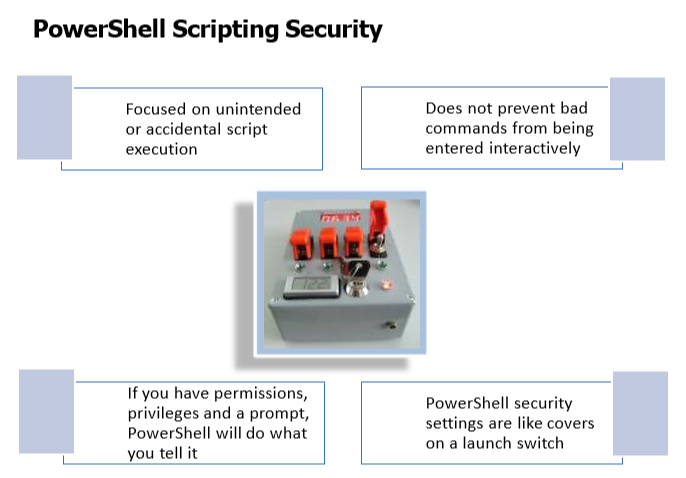 PowerShell Scripting Security
Focused on unintended
or accidental script
execution
Does not prevent bad
commands from being
entered interactively
If you have permissions,
privileges and a prompt,
PowerShell will do what
you tell it
PowerShell security
settings are like covers
on a launch switch